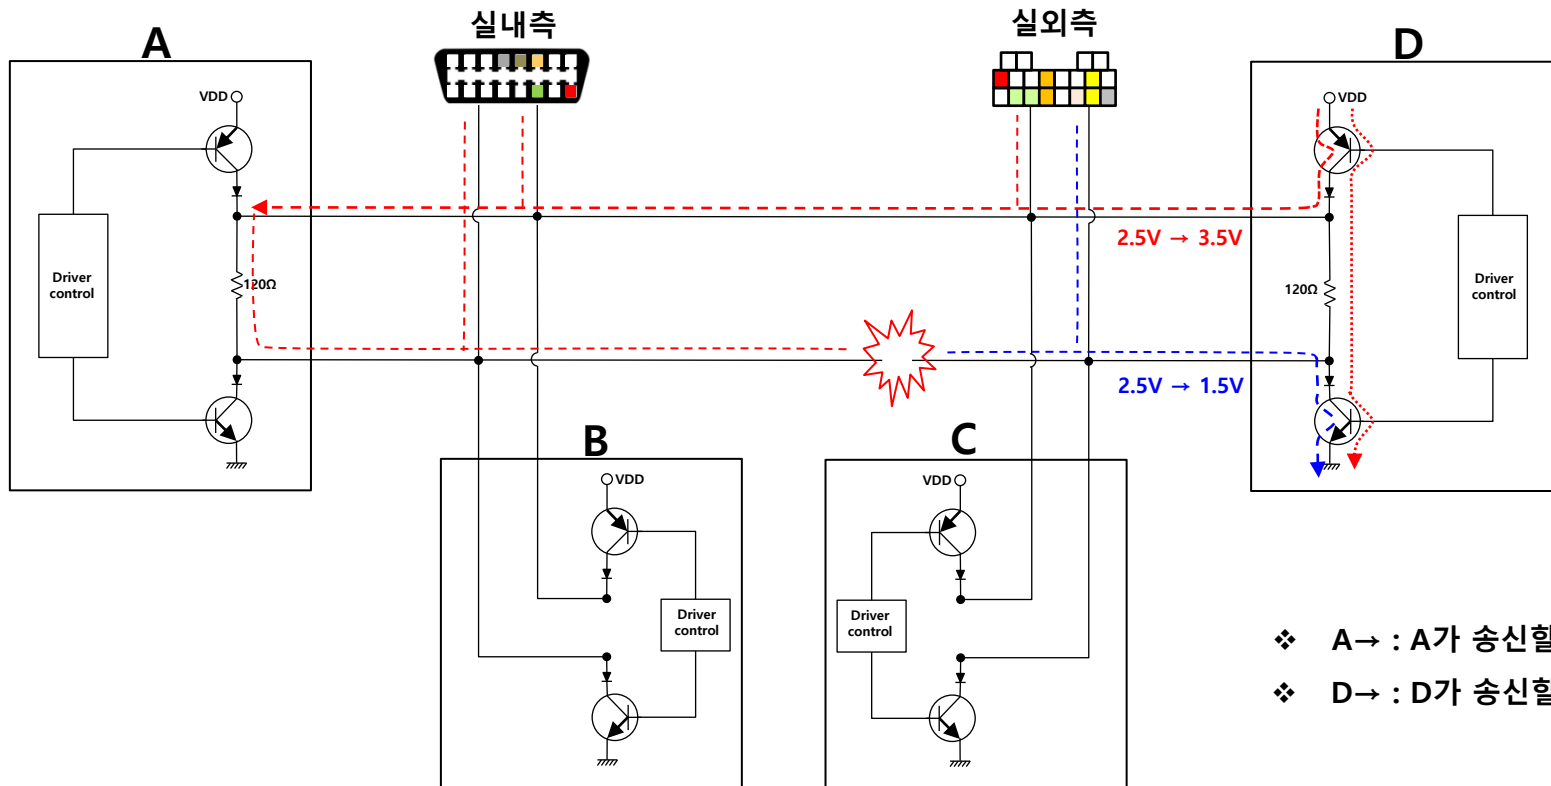 실내측
실외측
A
D
VDD
VDD
120Ω
Driver
control
2.5V → 3.5V
120Ω
Driver
control
2.5V → 1.5V
B
C
VDD
VDD
Driver
control
Driver
control
❖ A→ : A가 송신할
❖ D→ : D가 송신할